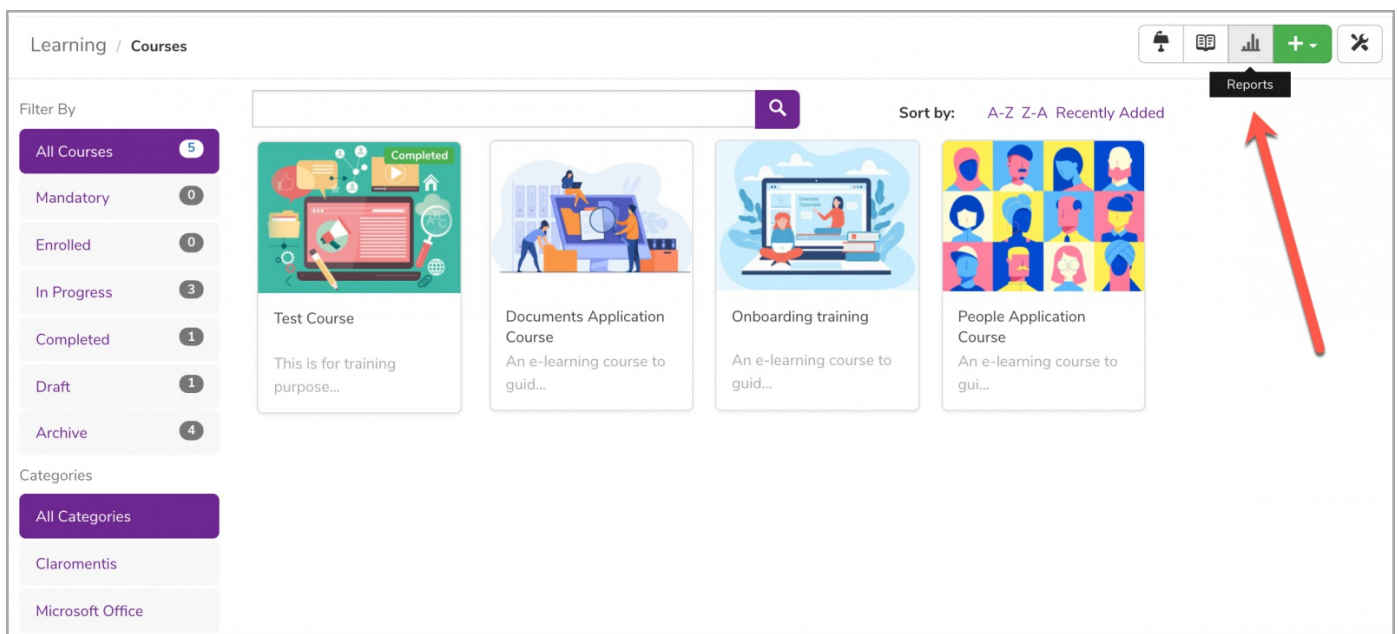 Learning / Courses
Reports
Filter By
Sort by: A-Z Z-A Recently Added
All Courses 5
Mandatory 0
Enrolled 0
In Progress 3
Completed 1
Draft 1
Archive 4
Categories
All Categories
Claromentis
Microsoft Office
Completed
Test Course
This is for training
purpose...
Documents Application
Course
An e-learning course to
guid...
Courses
Tutorials
Onboarding training
An e-learning course to
guid...
People Application
Course
An e-learning course to
gui...